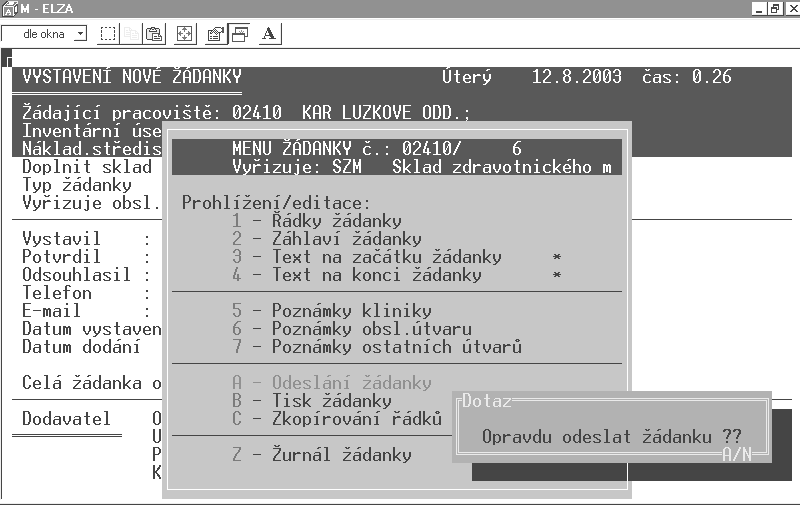 M - ELZA
dle okna
A
VYSTAVENÍ NOVÉ ŽÁDANKY Úterý 12.8.2003 čas: 0.26
Žádající pracoviště: 02410 KAR LUZKOVE ODD.;
Inventární úse
Náklad.středis
Doplnit sklad
Typ žádanky
Vyřizuje obsl.
Vystavil :
Potvrdil :
Odsouhlasil :
Telefon :
E-mail :
Datum vystaven
Datum dodání
Celá žádanka o
Dodavatel O
U
P
K
MENU ŽÁDANKY č.: 02410/ 6
Vyřizuje: SZM Sklad zdravotnického m
Prohlížení/editace:
1 - Řádky žádanky
2 - Záhlaví žádanky
3 - Text na začátku žádanky *
4 - Text na konci žádanky *
5 - Poznámky kliniky
6 - Poznámky obsl.útvaru
7 - Poznámky ostatních útvarů
A - Odeslání žádanky
B - Tisk žádanky
C - Zkopírování řádků
Z - Žurnál žádanky
Dotaz
Opravdu odeslat žádanku ??
A/N